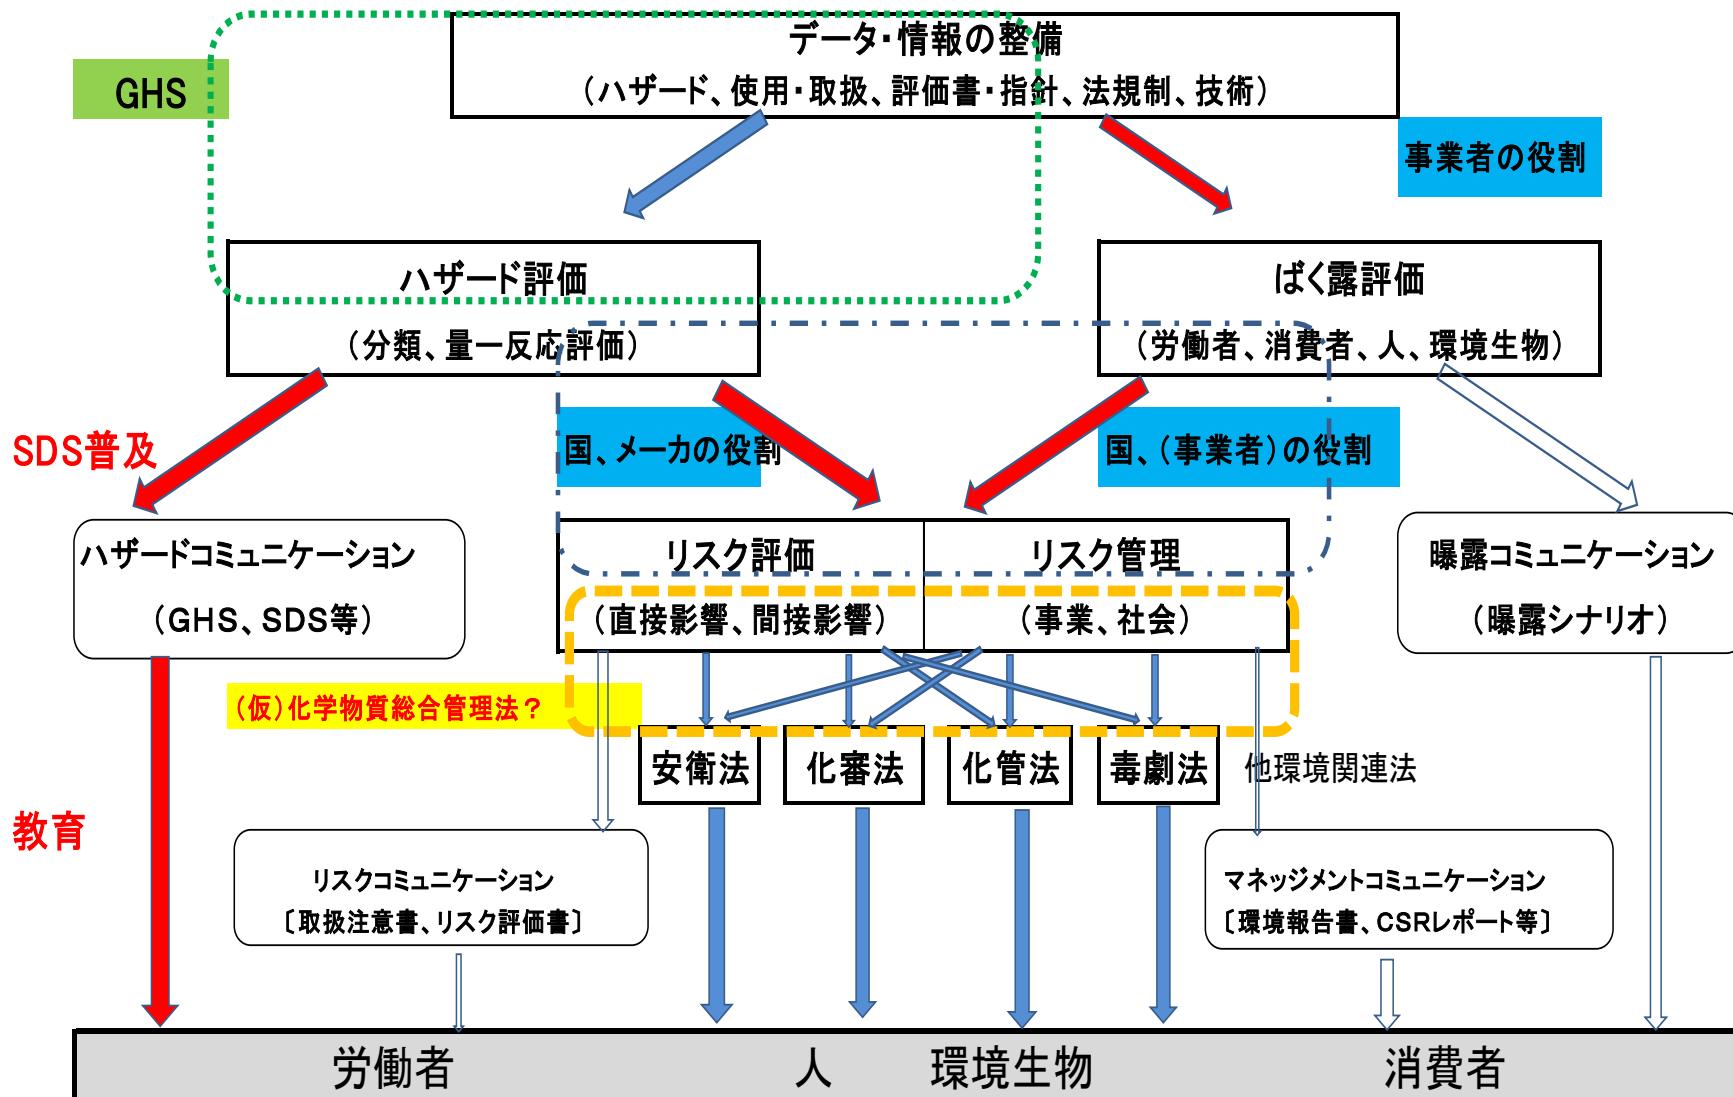 データ・情報の整備
（ハザード、使用・取扱、評価書・指針、法規制、技術）
GHS
事業者の役割
ハザード評価
（分類、量ー反応評価）
ばく露評価
（労働者、消費者、人、環境生物）
SDS普及
国、メーカの役割
国、（事業者）の役割
ハザードコミュニケーション
（GHS、SDS等）
リスク評価
（直接影響、間接影響）
リスク管理
（事業、社会）
曝露コミュニケーション
（曝露シナリオ）
（仮）化学物質総合管理法？
安衛法
化審法
化管法
毒劇法
他環境関連法
教育
リスクコミュニケーション
〔取扱注意書、リスク評価書〕
マネッジメントコミュニケーション
〔環境報告書、CSRレポート等〕
労働者
人
環境生物
消費者